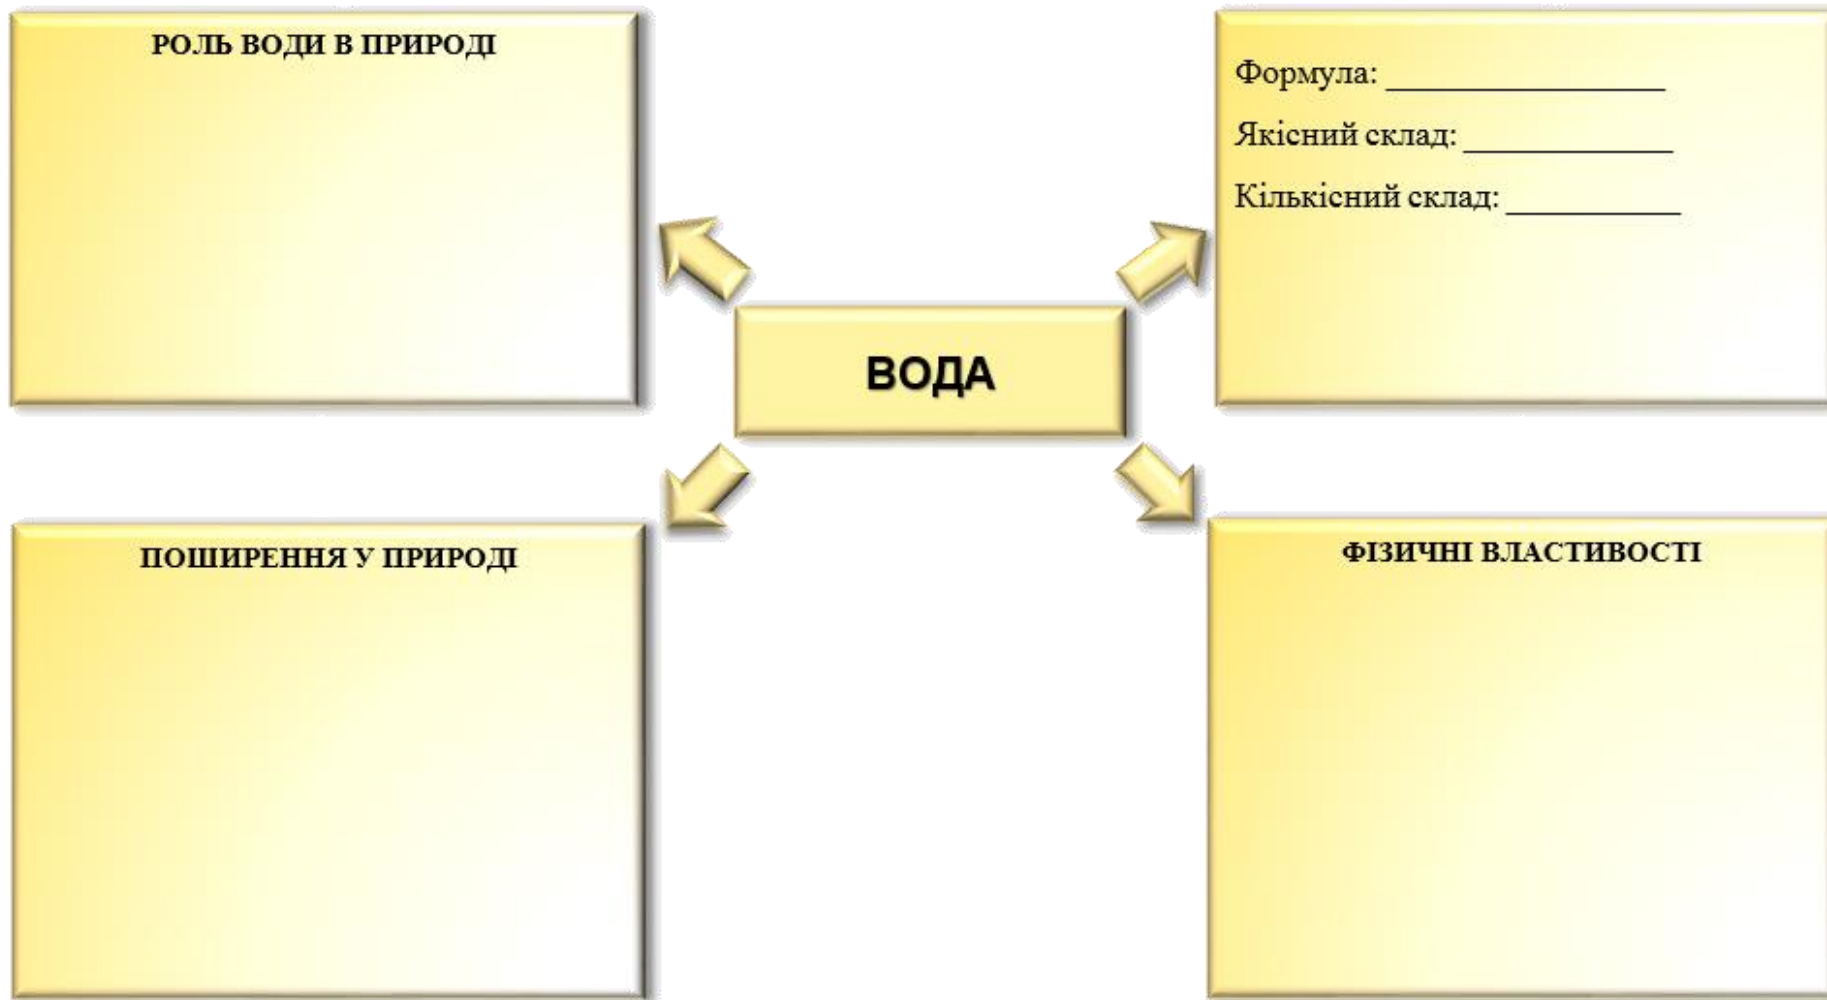 РОЛЬ ВОДИ В ПРИРОДІ
Формула: ________________
Якісний склад: ____________
Кількісний склад: __________
ВОДА
ПОШИРЕННЯ У ПРИРОДІ
ФІЗИЧНІ ВЛАСТИВОСТІ